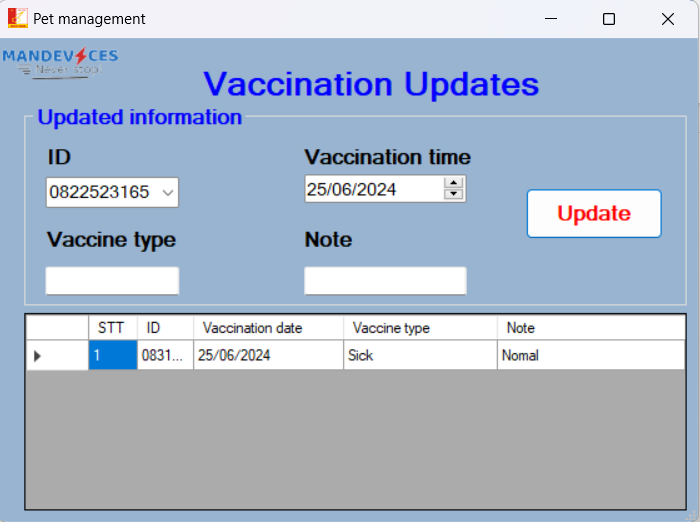 Pet management
MANDEVICES
Never stop
Vaccination Updates
Updated information
ID
Vaccination time
0822523165
25/06/2024
Update
Vaccine type
Note
STT ID Vaccination date Vaccine type Note
1 0831... 25/06/2024 Sick Nomal